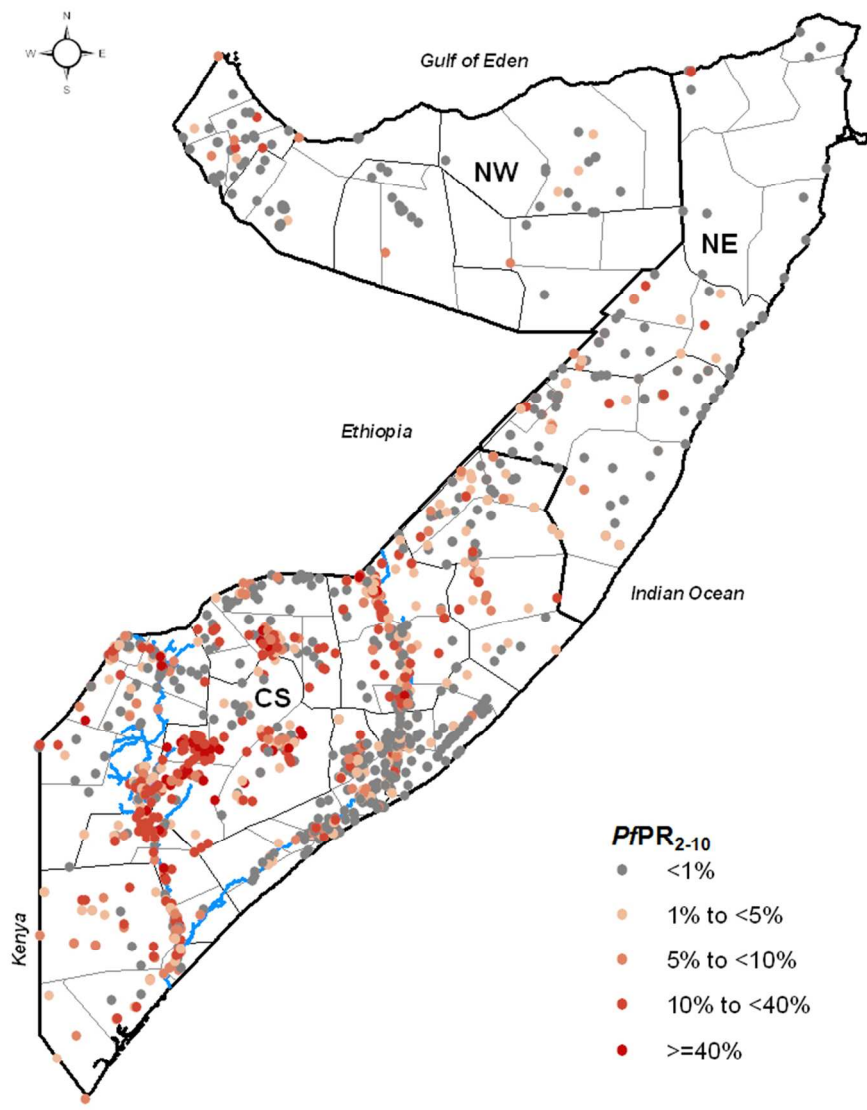 N
W E
S
Gulf of Eden
NW
NE
Ethiopia
Indian Ocean
CS
Kenya
PfPR2-10
<1%
1% to <5%
5% to <10%
10% to <40%
>=40%